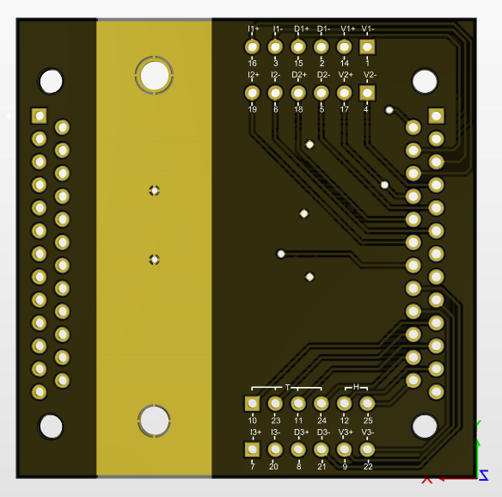 I1+ I1- D1+ D1- V1+ V1-
16 3 15 2 14 1
I2+ I2- D2+ D2- V2+ V2-
19 6 18 5 17 4
T H
10 23 11 24 12 25
I3+ I3- D3+ D3- V3+ V3-
7 20 8 21 9 22
Y
X Z